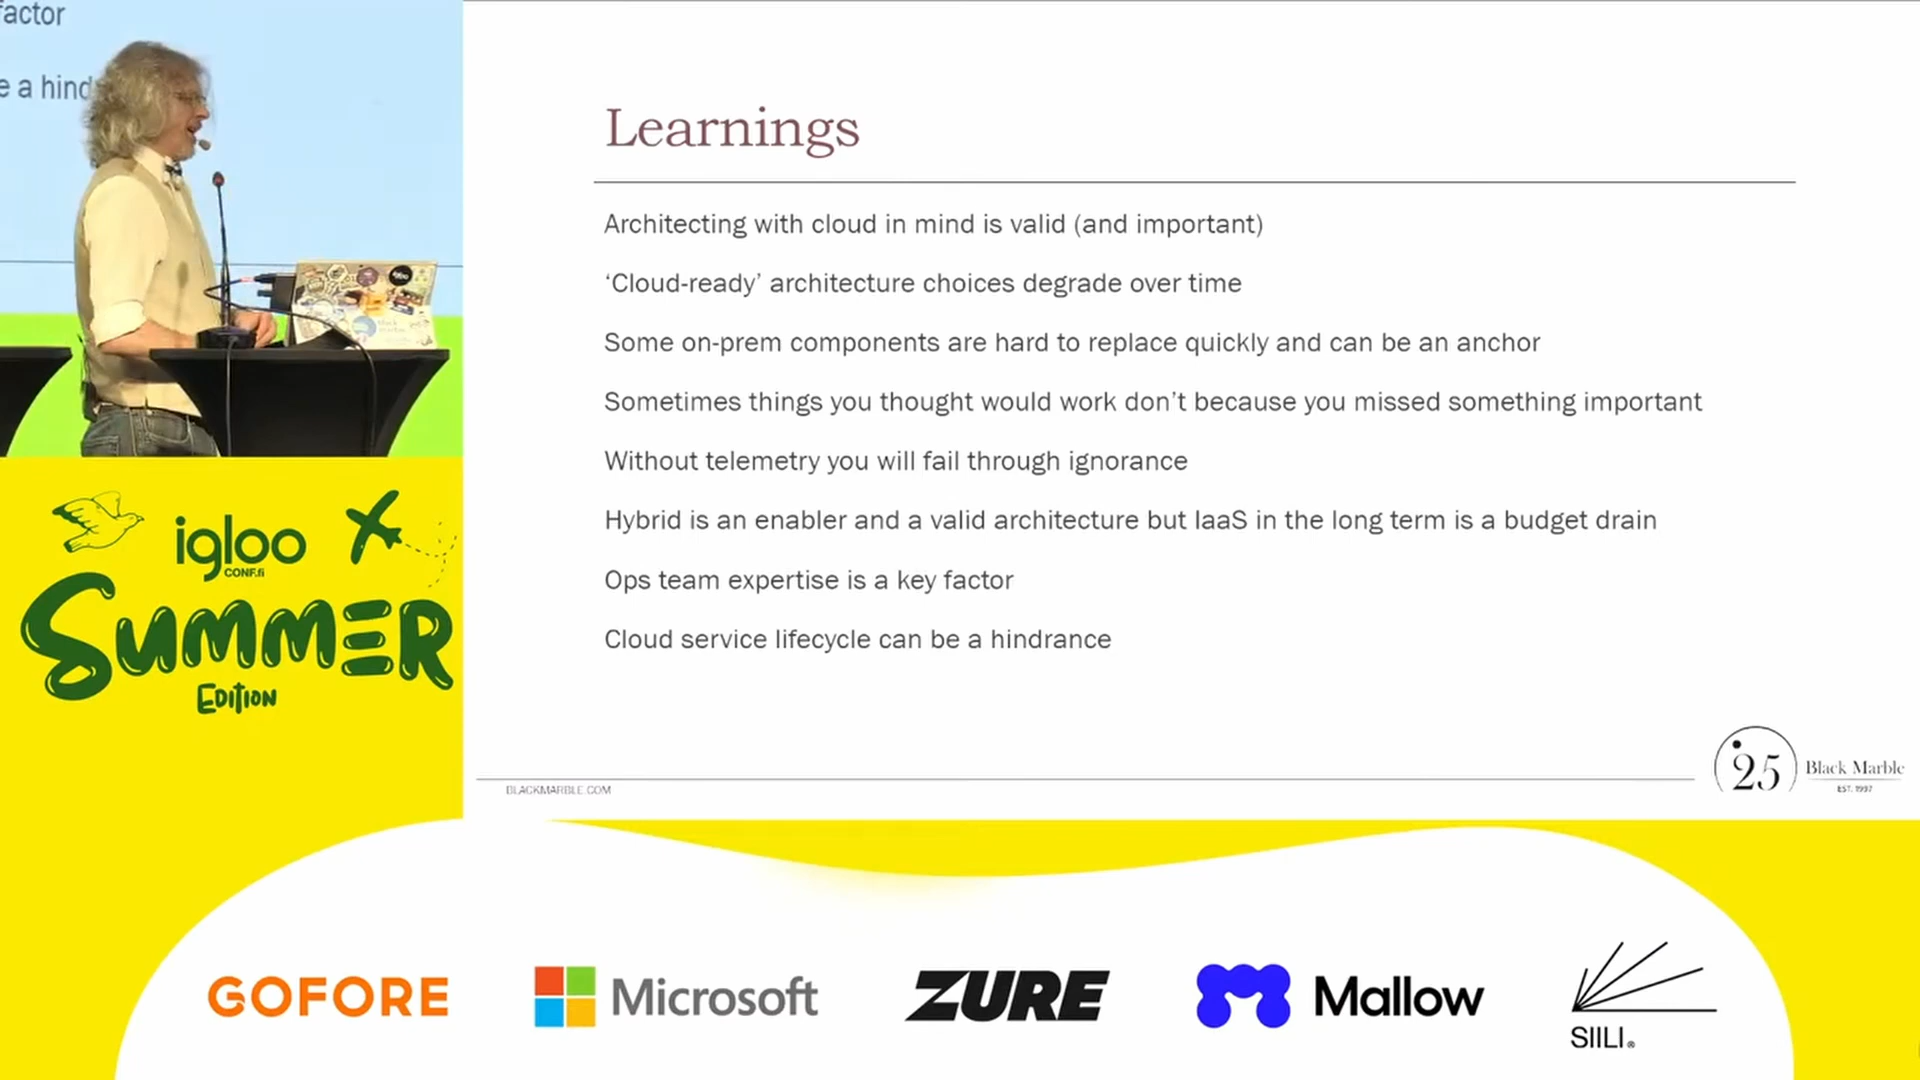 factor
e a hind
Learnings
Architecting with cloud in mind is valid (and important)
‘Cloud-ready’ architecture choices degrade over time
Some on-prem components are hard to replace quickly and can be an anchor
Sometimes things you thought would work don’t because you missed something important
Without telemetry you will fail through ignorance
Hybrid is an enabler and a valid architecture but IaaS in the long term is a budget drain
Ops team expertise is a key factor
Cloud service lifecycle can be a hindrance
BLACKMARBLE.COM
25
Black Marble
EST. 1997
igloo
CONF.fi
SUMMER
EDITION
GOFORE
Microsoft
ZURE
Mallow
SIILI®